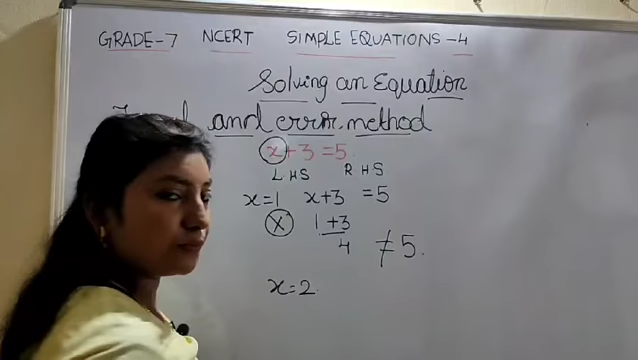 GRADE-7 NCERT SIMPLE EQUATIONS-4
Solving an Equation
and error method
x+3=5
LHS RHS
x=1 x+3 =5
x 1+3
4 ≠5.
x=2